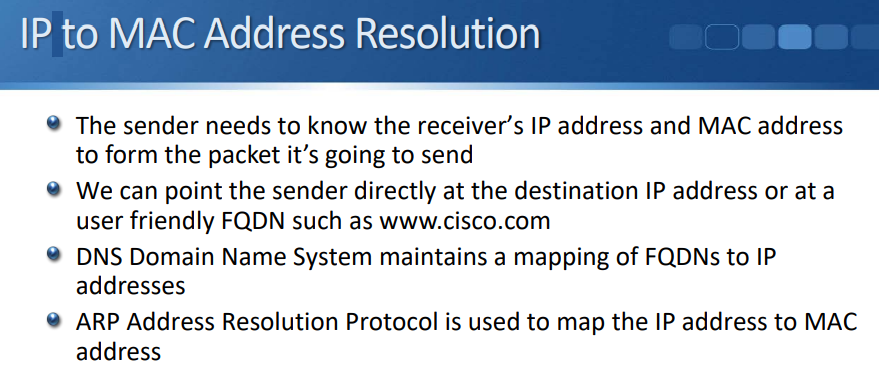 IP to MAC Address Resolution
The sender needs to know the receiver's IP address and MAC address
to form the packet it's going to send
We can point the sender directly at the destination IP address or at a
user friendly FQDN such as www.cisco.com
DNS Domain Name System maintains a mapping of FQDNs to IP
addresses
ARP Address Resolution Protocol is used to map the IP address to MAC
address